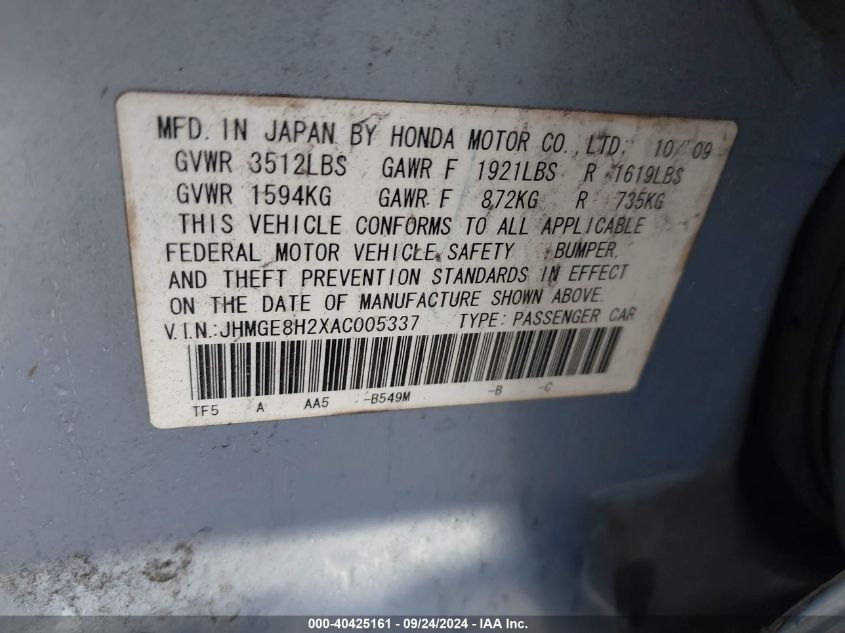 MFD. IN JAPAN BY HONDA MOTOR CO., LTD. 10/09
GVWR 3512LBS GAWR F 1921LBS R 1619LBS
GVWR 1594KG GAWR F 872KG R 735KG
THIS VEHICLE CONFORMS TO ALL APPLICABLE
FEDERAL MOTOR VEHICLE SAFETY, BUMPER,
AND THEFT PREVENTION STANDARDS IN EFFECT
ON THE DATE OF MANUFACTURE SHOWN ABOVE.
V.I.N.:JHMGE8H2XAC005337 TYPE: PASSENGER CAR
TF5 A AA5 -B549M -B -C
000-40425161 - 09/24/2024 - IAA Inc.